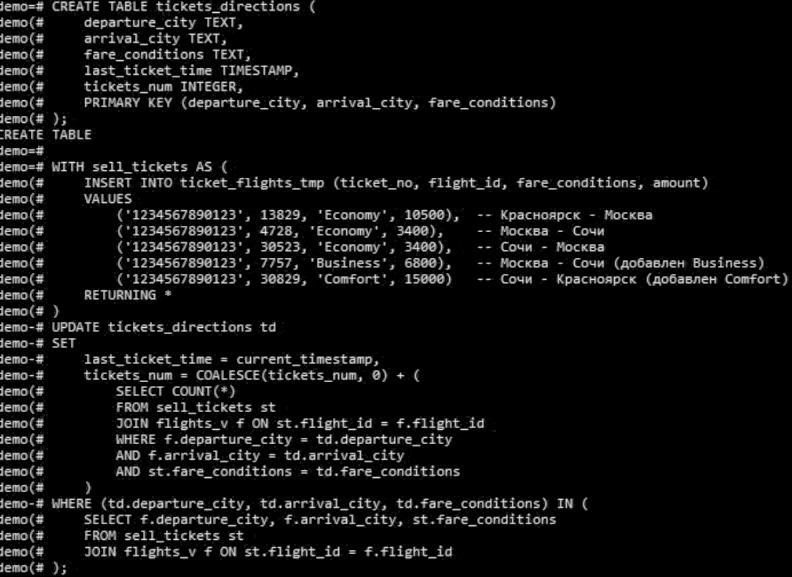 demo=# CREATE TABLE tickets_directions (
demo(#     departure_city TEXT,
demo(#     arrival_city TEXT,
demo(#     fare_conditions TEXT,
demo(#     last_ticket_time TIMESTAMP,
demo(#     tickets_num INTEGER,
demo(#     PRIMARY KEY (departure_city, arrival_city, fare_conditions)
demo(# );
CREATE TABLE
demo=#
demo=# WITH sell_tickets AS (
demo(#     INSERT INTO ticket_flights_tmp (ticket_no, flight_id, fare_conditions, amount)
demo(#     VALUES
demo(#         ('1234567890123', 13829, 'Economy', 10500),  -- Красноярск - Москва
demo(#         ('1234567890123', 4728, 'Economy', 3400),    -- Москва - Сочи
demo(#         ('1234567890123', 30523, 'Economy', 3400),   -- Сочи - Москва
demo(#         ('1234567890123', 7757, 'Business', 6800),   -- Москва - Сочи (добавлен Business)
demo(#         ('1234567890123', 30829, 'Comfort', 15000)   -- Сочи - Красноярск (добавлен Comfort)
demo(#     RETURNING *
demo(# )
demo-# UPDATE tickets_directions td
demo-# SET
demo-#     last_ticket_time = current_timestamp,
demo-#     tickets_num = COALESCE(tickets_num, 0) + (
demo(#         SELECT COUNT(*)
demo(#         FROM sell_tickets st
demo(#         JOIN flights_v f ON st.flight_id = f.flight_id
demo(#         WHERE f.departure_city = td.departure_city
demo(#         AND f.arrival_city = td.arrival_city
demo(#         AND st.fare_conditions = td.fare_conditions
demo(#     )
demo-# WHERE (td.departure_city, td.arrival_city, td.fare_conditions) IN (
demo(#     SELECT f.departure_city, f.arrival_city, st.fare_conditions
demo(#     FROM sell_tickets st
demo(#     JOIN flights_v f ON st.flight_id = f.flight_id
demo(# );